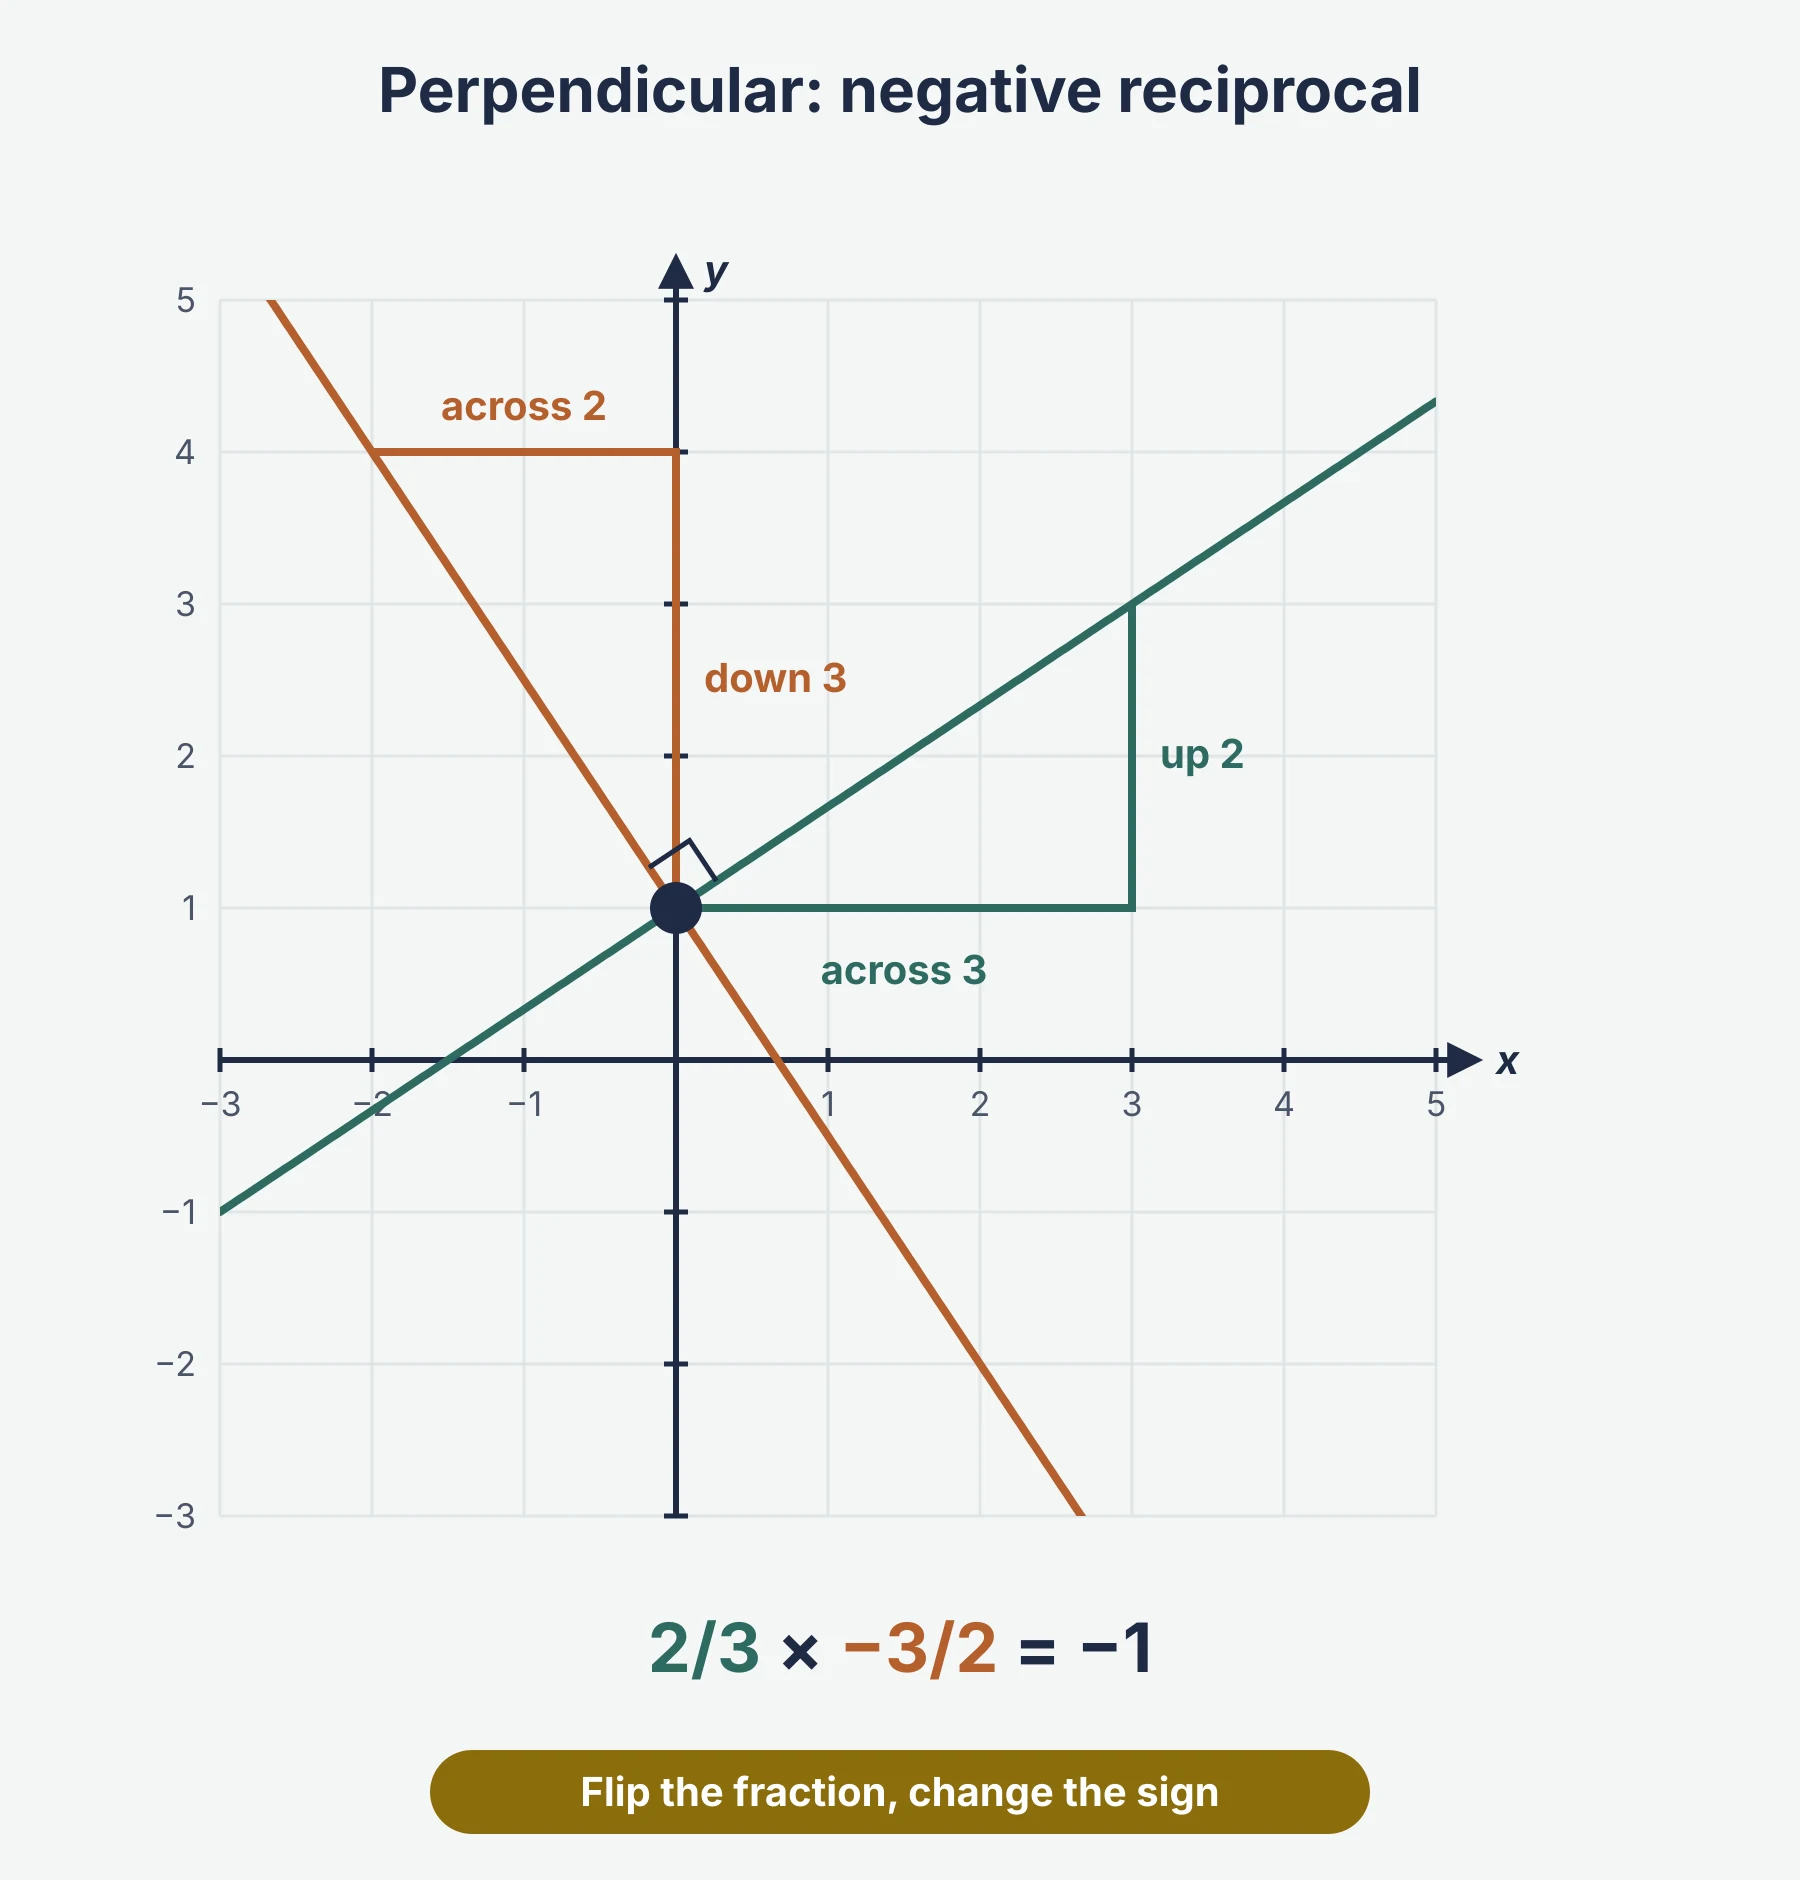 Perpendicular: negative reciprocal
y
5
across 2
4
3
down 3
up 2
2
1
across 3
x
−3 −2 −1 1 2 3 4 5
−1
−2
−3
2/3 × −3/2 = −1
Flip the fraction, change the sign